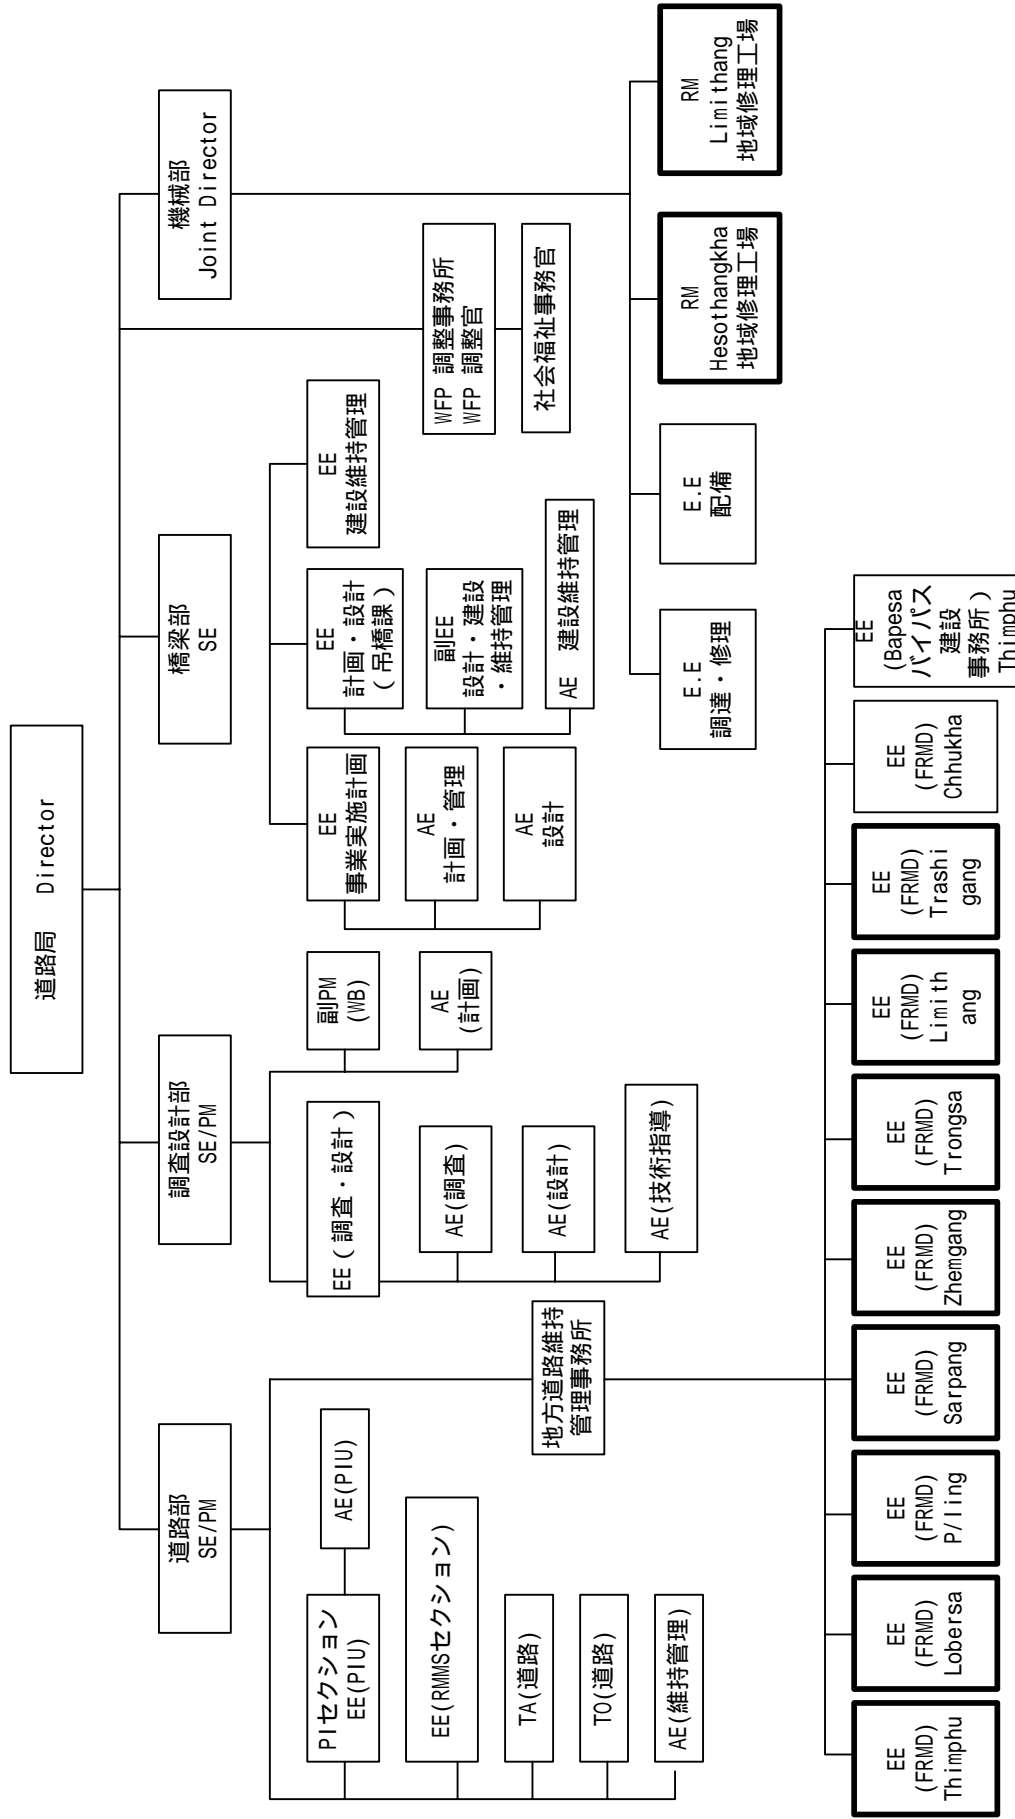 道路局　Director
道路部
SE/PM
調査設計部
SE/PM
橋梁部
SE
機械部
Joint Director
PIセクション
EE(PIU)
AE(PIU)
EE(RMMSセクション)
TA(道路)
TO(道路)
AE(維持管理)
地方道路維持
管理事務所
EE（調査・設計）
副PM
(WB)
AE(調査)
AE
(計画)
AE(設計)
AE(技術指導)
EE
事業実施計画
AE
計画・管理
AE
設計
EE
計画・設計
（吊橋課）
副EE
設計・建設
・維持管理
AE　建設維持管理
EE
建設維持管理
WFP 調整事務所
WFP 調整官
社会福祉事務官
E.E
調達・修理
E.E
配備
RM
Hesothangkha
地域修理工場
RM
Limithang
地域修理工場
EE
(FRMD)
Thimphu
EE
(FRMD)
Lobersa
EE
(FRMD)
P/ling
EE
(FRMD)
Sarpang
EE
(FRMD)
Zhemgang
EE
(FRMD)
Trongsa
EE
(FRMD)
Limith
ang
EE
(FRMD)
Trashi
gang
EE
(FRMD)
Chhukha
EE
(Bapesa
バイパス
建設
事務所）
Thimphu